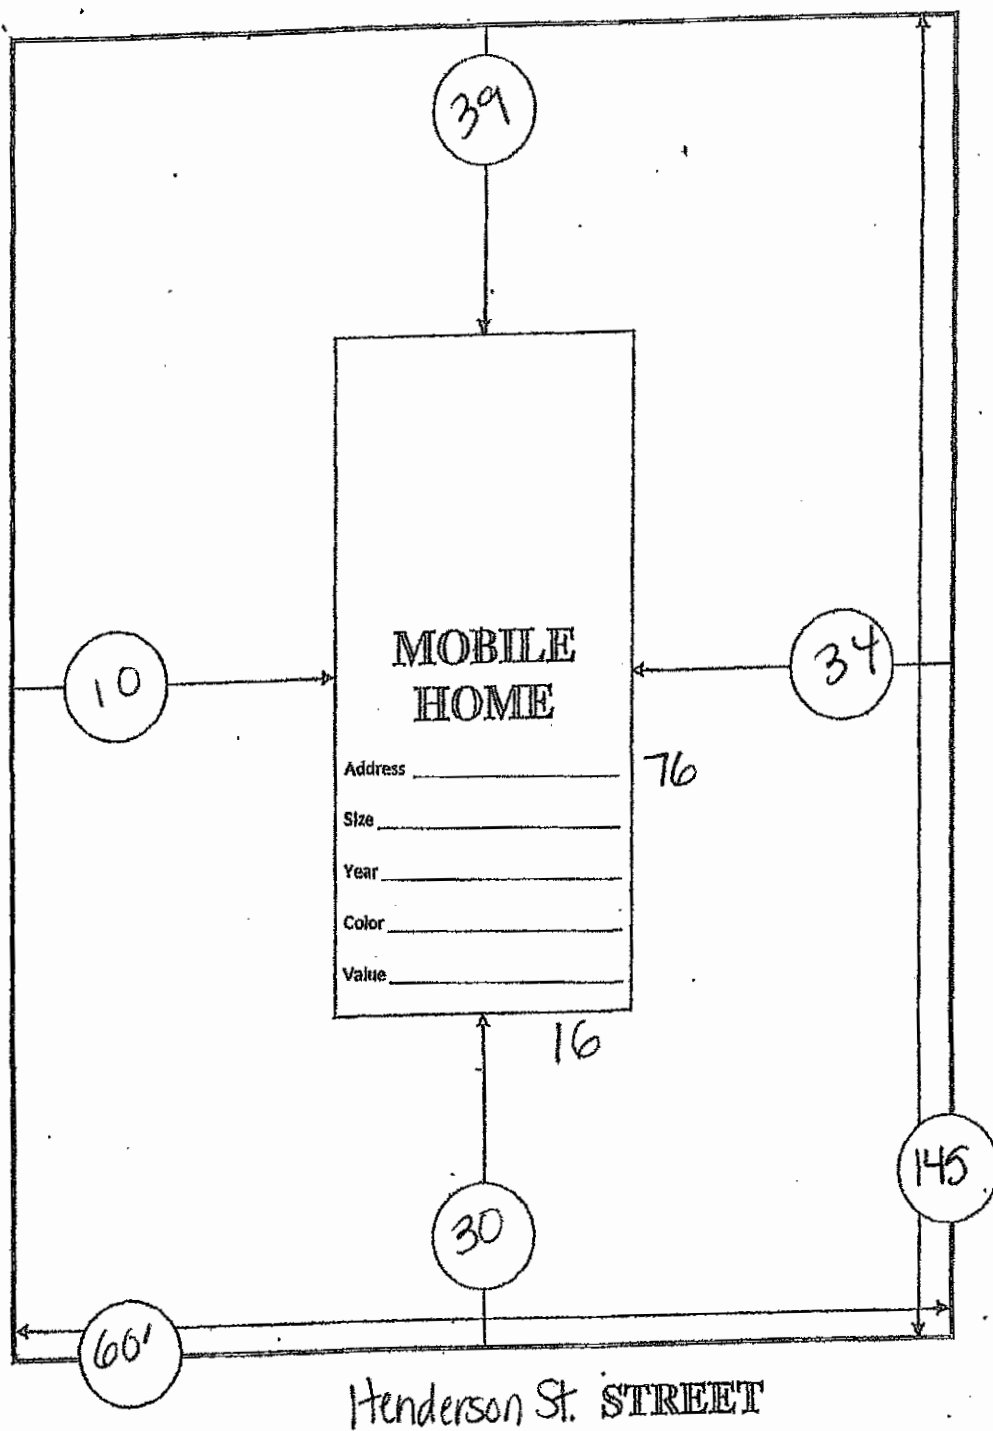 39
MOBILE
HOME
10
34
Address
76
Size
Year
Color
Value
16
145
30
60'
Henderson St. STREET